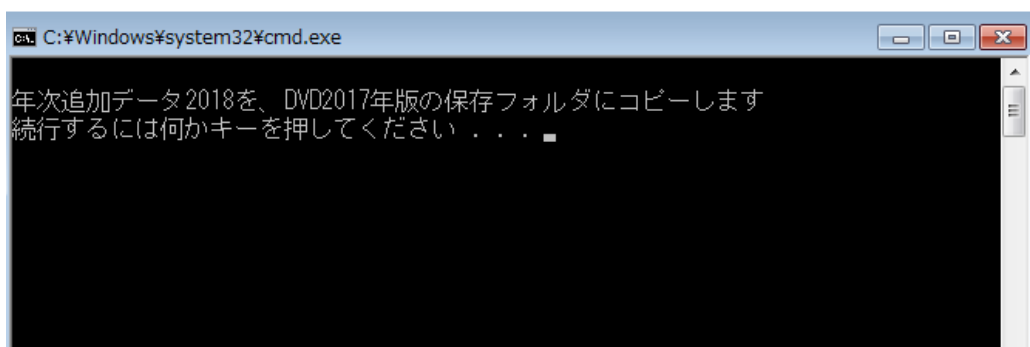 C:¥Windows¥system32¥cmd.exe
年次追加データ2018を、DVD2017年版の保存フォルダにコピーします
続行するには何かキーを押してください . . .